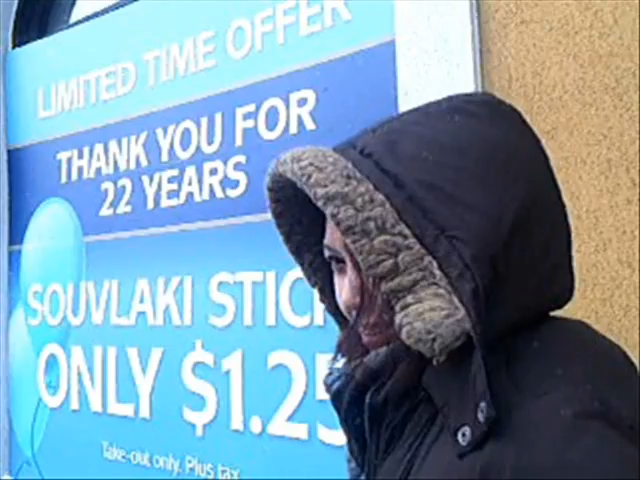 LIMITED TIME OFFER
THANK YOU FOR
22 YEARS
SOUVLAKI STIC
ONLY $1.25
Take-out only. Plus tax